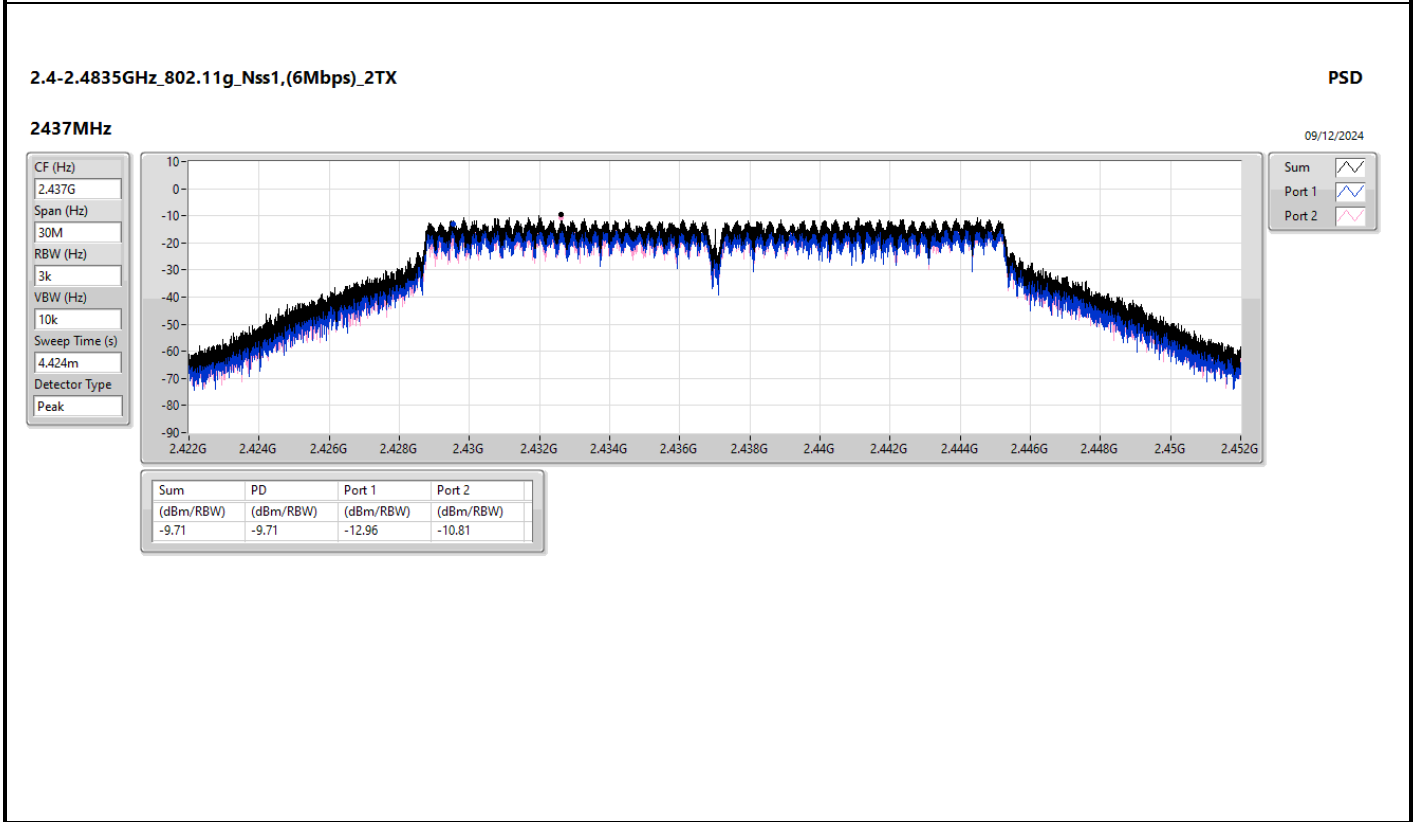 2.4-2.4835GHz_802.11g_Nss1,(6Mbps)_2TX
PSD
2437MHz
09/12/2024
CF (Hz)
2.437G
Span (Hz)
30M
RBW (Hz)
3k
VBW (Hz)
10k
Sweep Time (s)
4.424m
Detector Type
Peak
10
0
-10
-20
-30
-40
-50
-60
-70
-80
-90
2.422G 2.424G 2.426G 2.428G 2.43G 2.432G 2.434G 2.436G 2.438G 2.44G 2.442G 2.444G 2.446G 2.448G 2.45G 2.452G
Sum
Port 1
Port 2
Sum PD Port 1 Port 2
(dBm/RBW) (dBm/RBW) (dBm/RBW) (dBm/RBW)
-9.71 -9.71 -12.96 -10.81